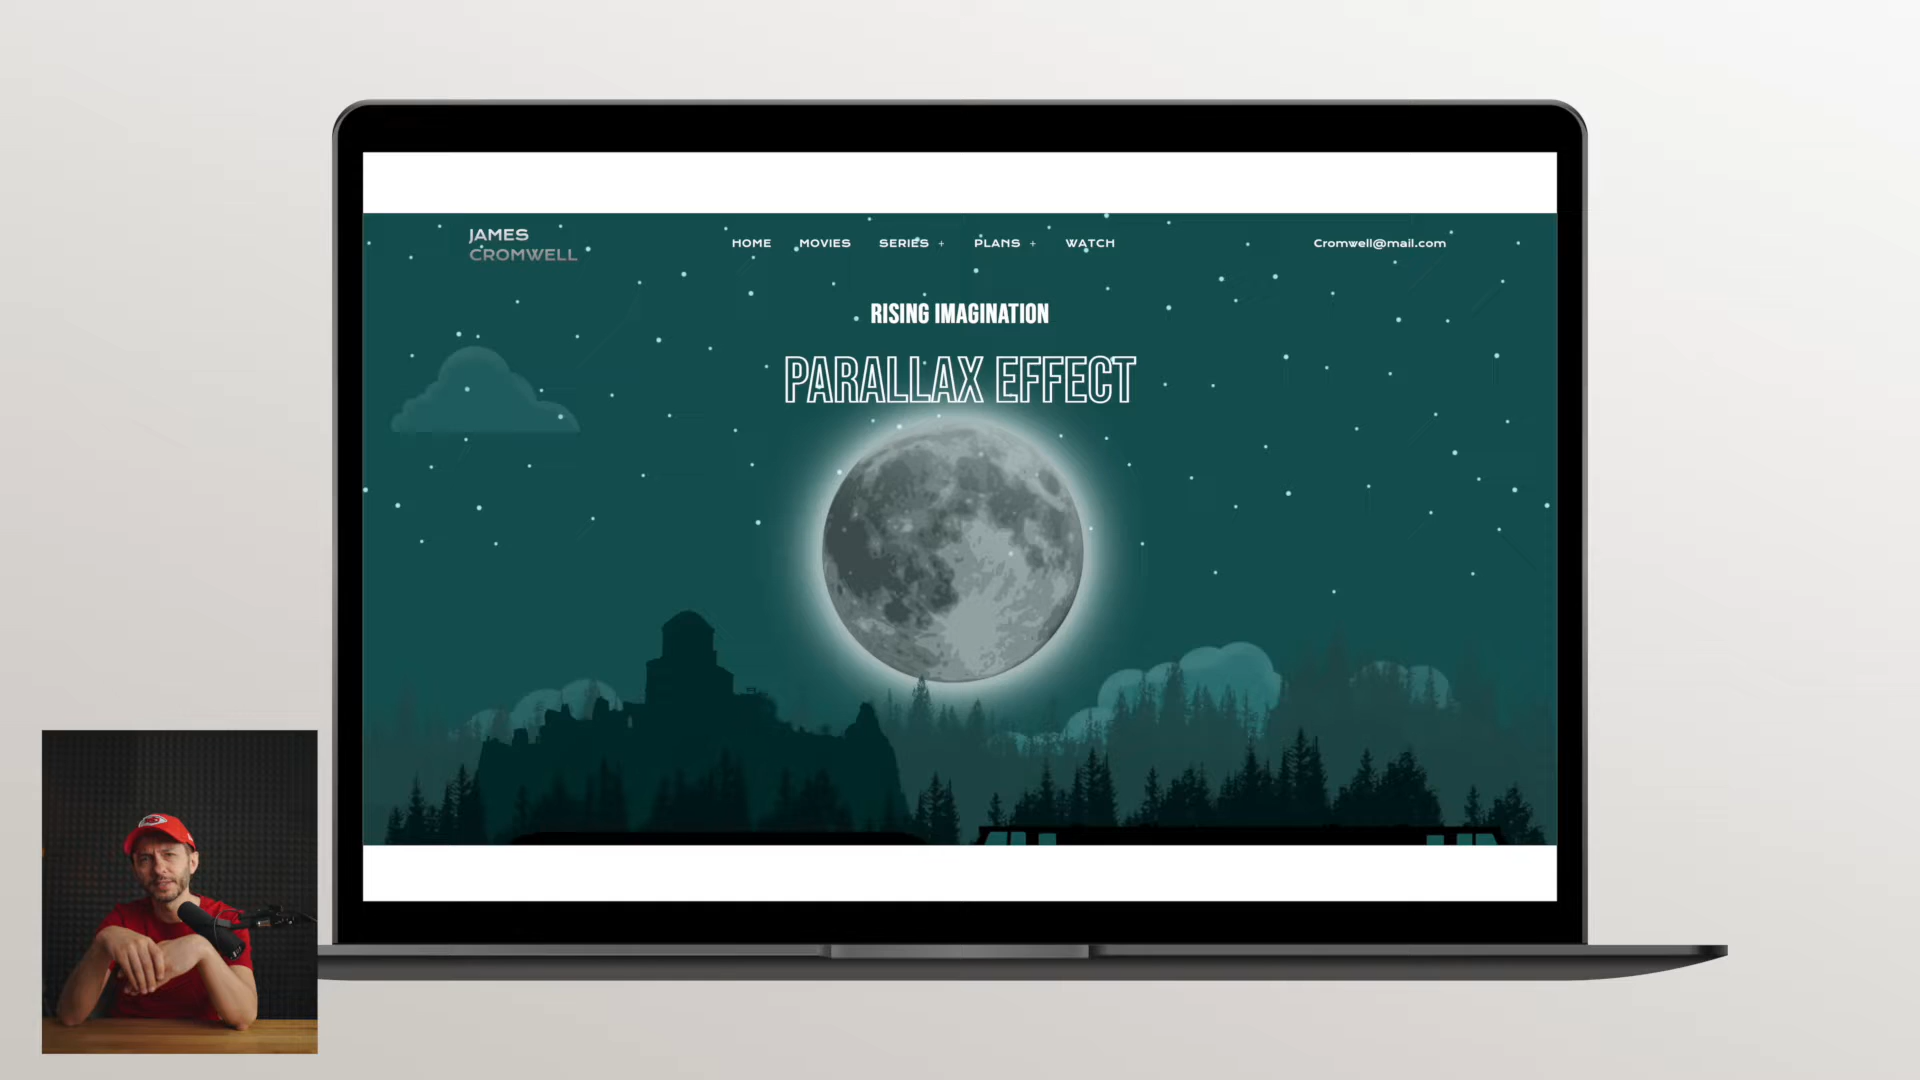 JAMES
CROMWELL
HOME MOVIES SERIES + PLANS + WATCH
Cromwell@mail.com
RISING IMAGINATION
PARALLAX EFFECT